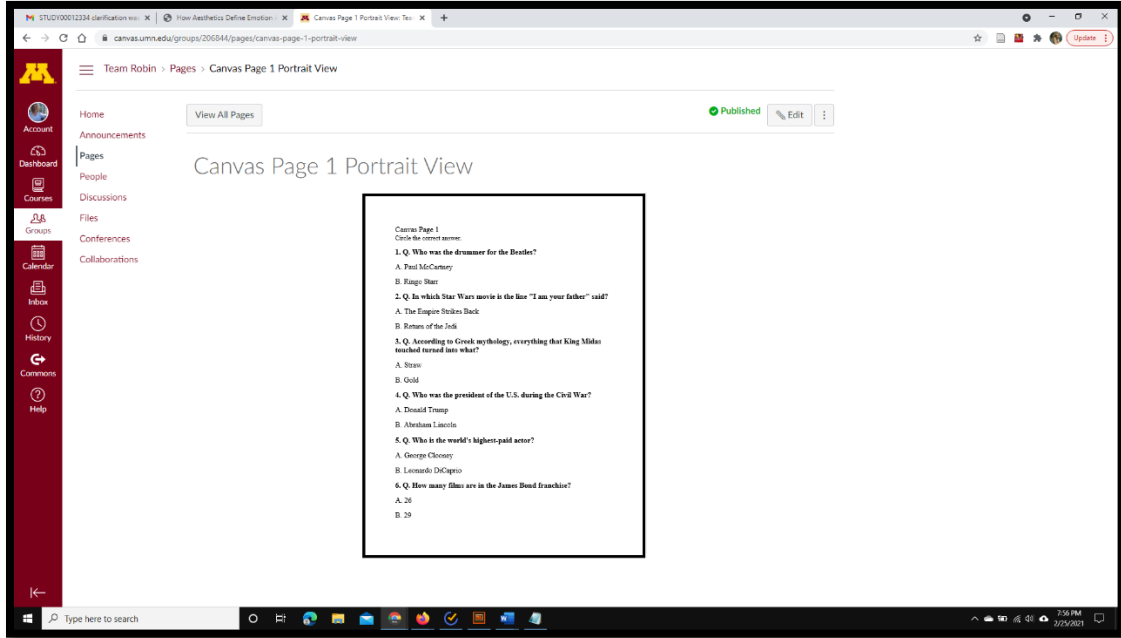 STUDY00012334 clarification we
How Aesthetics Define Emotion
Canvas Page 1 Portrait View: Tea
canvas.umn.edu/groups/206844/pages/canvas-page-1-portrait-view
Update
M
Team Robin > Pages > Canvas Page 1 Portrait View
Account
Dashboard
Courses
Groups
Calendar
Inbox
History
Commons
Help
Home
Announcements
Pages
People
Discussions
Files
Conferences
Collaborations
View All Pages
Published
Edit
Canvas Page 1 Portrait View
Canvas Page 1
Circle the correct answer.
1. Q. Who was the drummer for the Beatles?
A. Paul McCartney
B. Ringo Starr
2. Q. In which Star Wars movie is the line "I am your father" said?
A. The Empire Strikes Back
B. Return of the Jedi
3. Q. According to Greek mythology, everything that King Midas
touched turned into what?
A. Straw
B. Gold
4. Q. Who was the president of the U.S. during the Civil War?
A. Donald Trump
B. Abraham Lincoln
5. Q. Who is the world's highest-paid actor?
A. George Clooney
B. Leonardo DiCaprio
6. Q. How many films are in the James Bond franchise?
A. 26
B. 29
Type here to search
7:56 PM
2/25/2021